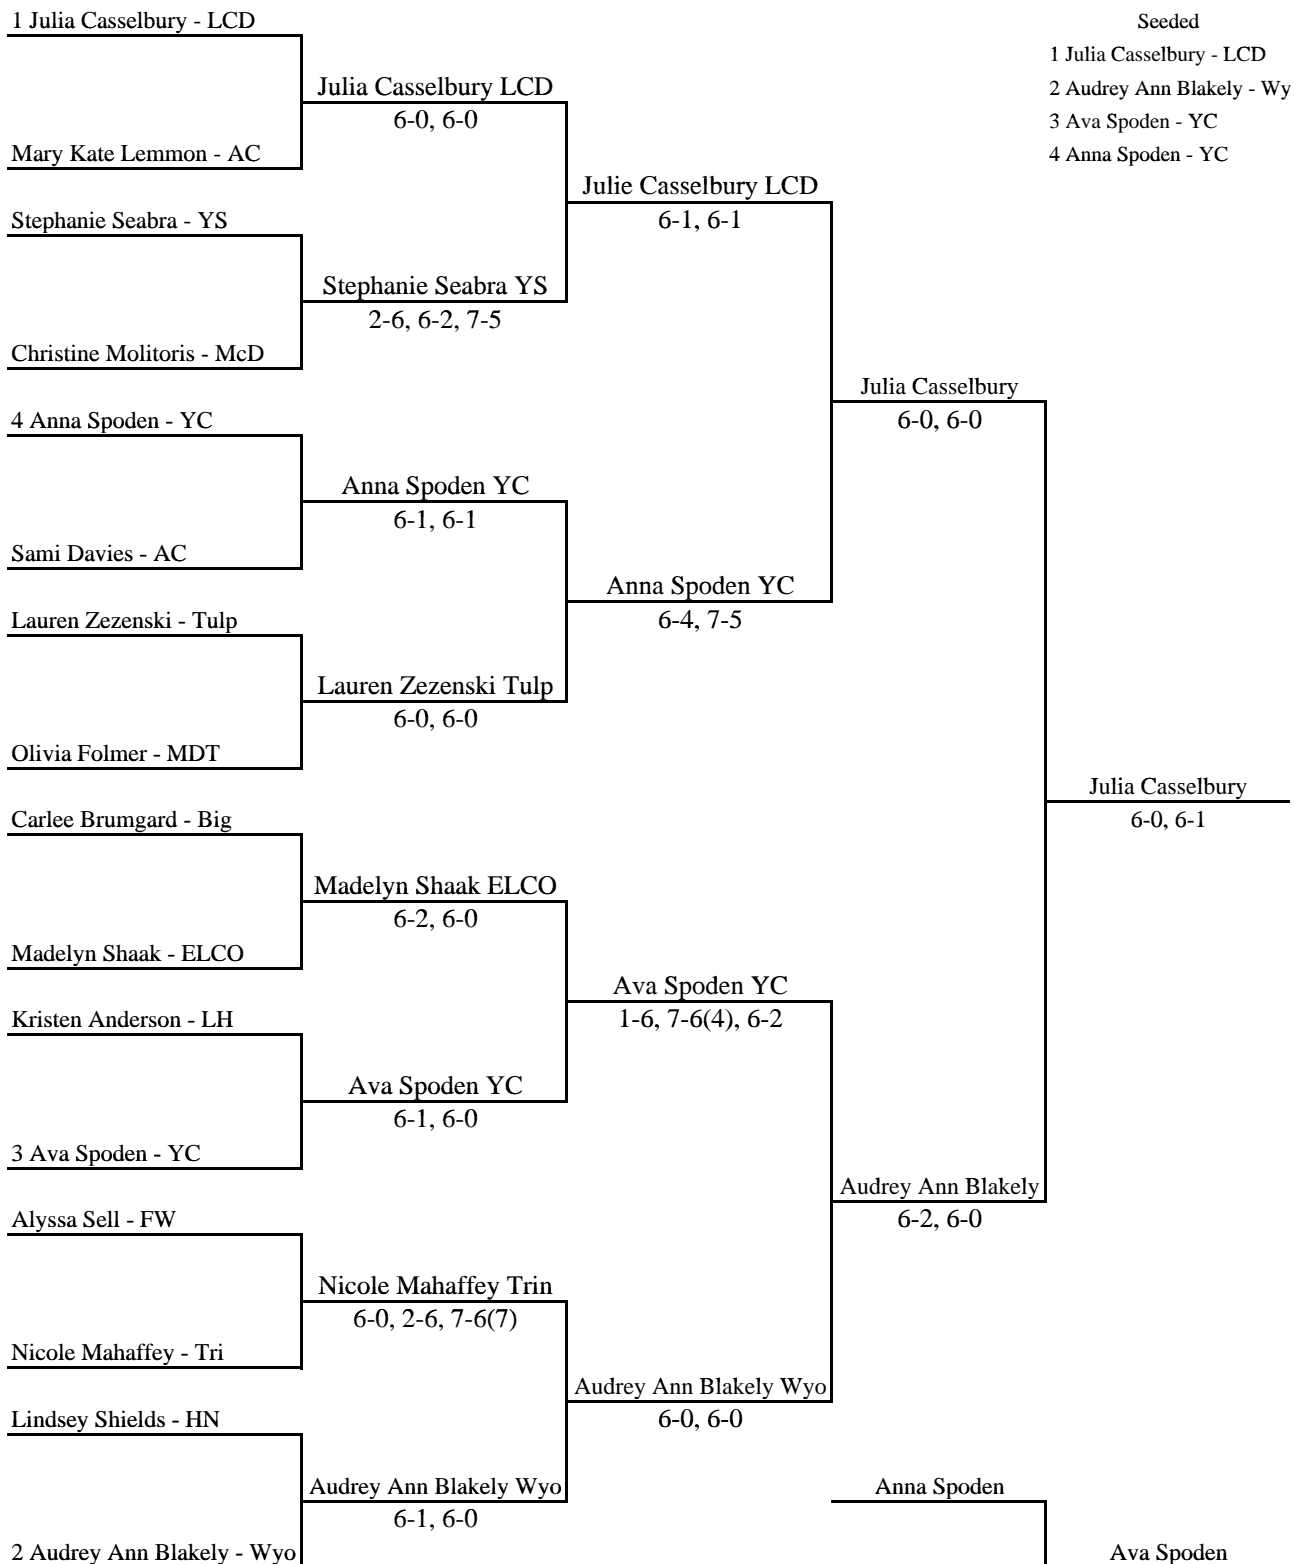 1 Julia Casselbury - LCD
Mary Kate Lemmon - AC
Stephanie Seabra - YS
Christine Molitoris - McD
4 Anna Spoden - YC
Sami Davies - AC
Lauren Zezenski - Tulp
Olivia Folmer - MDT
Carlee Brumgard - Big
Madelyn Shaak - ELCO
Kristen Anderson - LH
3 Ava Spoden - YC
Alyssa Sell - FW
Nicole Mahaffey - Tri
Lindsey Shields - HN
2 Audrey Ann Blakely - Wyo
Julia Casselbury LCD
6-0, 6-0
Stephanie Seabra YS
2-6, 6-2, 7-5
Anna Spoden YC
6-1, 6-1
Lauren Zezenski Tulp
6-0, 6-0
Madelyn Shaak ELCO
6-2, 6-0
Ava Spoden YC
6-1, 6-0
Nicole Mahaffey Trin
6-0, 2-6, 7-6(7)
Audrey Ann Blakely Wyo
6-1, 6-0
Julie Casselbury LCD
6-1, 6-1
Anna Spoden YC
6-4, 7-5
Ava Spoden YC
1-6, 7-6(4), 6-2
Audrey Ann Blakely Wyo
6-0, 6-0
Julia Casselbury
6-0, 6-0
Audrey Ann Blakely
6-2, 6-0
Julia Casselbury
6-0, 6-1
Anna Spoden
Ava Spoden
Seeded
1 Julia Casselbury - LCD
2 Audrey Ann Blakely - Wy
3 Ava Spoden - YC
4 Anna Spoden - YC